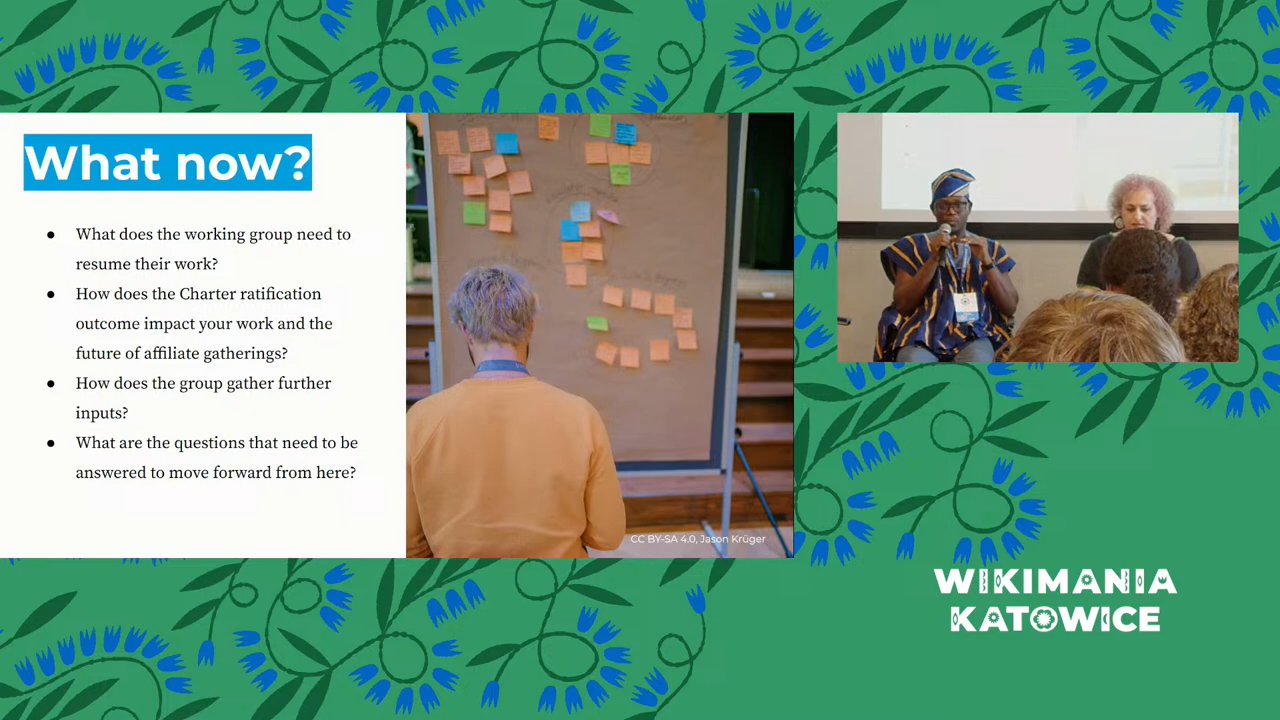 What now?
● What does the working group need to
resume their work?
● How does the Charter ratification
outcome impact your work and the
future of affiliate gatherings?
● How does the group gather further
inputs?
● What are the questions that need to be
answered to move forward from here?
CC BY-SA 4.0, Jason Krüger
WIKIMANIA
KATOWICE